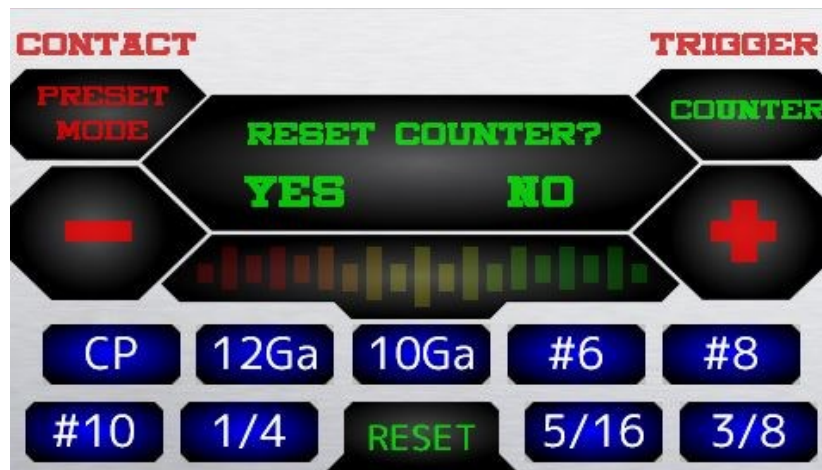 CONTACT TRIGGER
PRESET
MODE
COUNTER
RESET COUNTER?
YES NO
CP 12Ga 10Ga #6 #8
#10 1/4 RESET 5/16 3/8